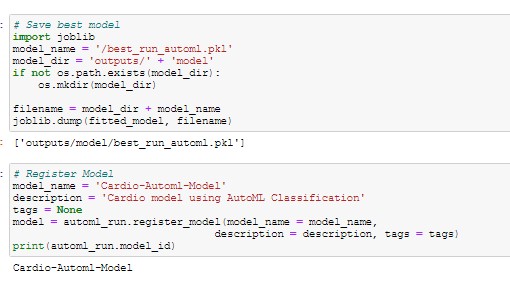 : # Save best model
import joblib
model_name = '/best_run_automl.pkl'
model_dir = 'outputs/' + 'model'
if not os.path.exists(model_dir):
    os.mkdir(model_dir)
filename = model_dir + model_name
joblib.dump(fitted_model, filename)
: ['outputs/model/best_run_automl.pkl']
: # Register Model
model_name = 'Cardio-Automl-Model'
description = 'Cardio model using AutoML Classification'
tags = None
model = automl_run.register_model(model_name = model_name,
                                  description = description, tags = tags)
print(automl_run.model_id)
Cardio-Automl-Model